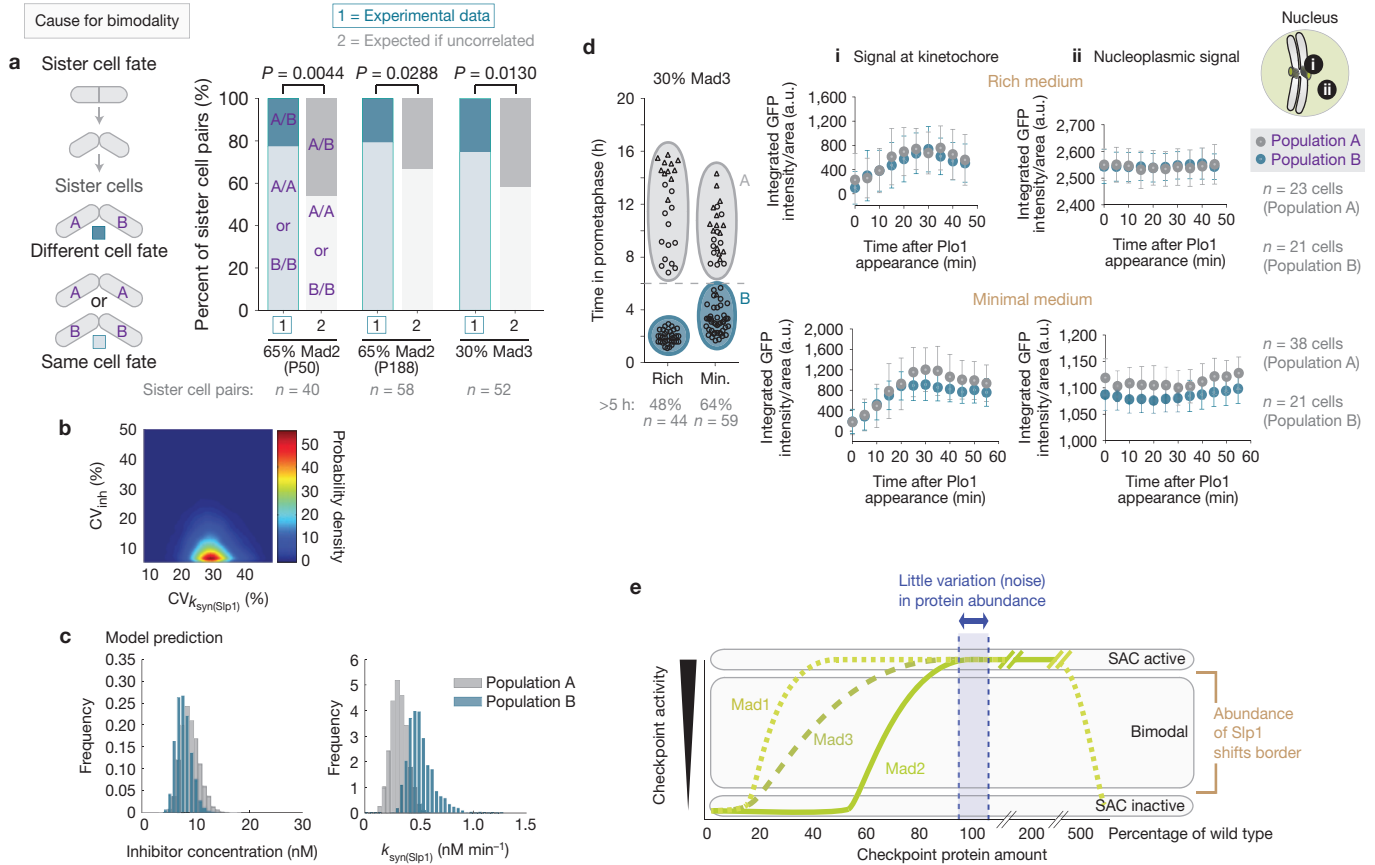 Cause for bimodality
1 = Experimental data
2 = Expected if uncorrelated
a
Sister cell fate
Sister cells
A B
Different cell fate
A A
or
B B
Same cell fate
P = 0.0044
P = 0.0288
P = 0.0130
Percent of sister cell pairs (%)
100
80
60
40
20
0
A/B
A/A
or
B/B
A/B
A/A
or
B/B
1 2 1 2 1 2
65% Mad2 (P50)
65% Mad2 (P188)
30% Mad3
Sister cell pairs: n = 40 n = 58 n = 52
b
CVinh (%)
50
40
30
20
10
10 20 30 40
CVksyn(Slp1) (%)
50
40
30
20
10
0
Probability density
c
Model prediction
Frequency
0.35
0.30
0.25
0.20
0.15
0.10
0.05
0
0 10 20 30
Inhibitor concentration (nM)
Frequency
6
5
4
3
2
1
0
0 0.5 1.0 1.5
ksyn(Slp1) (nM min–1)
Population A
Population B
d
30% Mad3
Time in prometaphase (h)
20
16
12
8
4
0
A
B
Rich Min.
>5 h: 48% 64%
n = 44 n = 59
i Signal at kinetochore
ii Nucleoplasmic signal
Nucleus
i
ii
Rich medium
Integrated GFP intensity/area (a.u.)
1,600
1,200
800
400
0
0 10 20 30 40 50
Time after Plo1 appearance (min)
Integrated GFP intensity/area (a.u.)
2,700
2,600
2,500
2,400
0 10 20 30 40 50
Time after Plo1 appearance (min)
Population A
Population B
n = 23 cells
(Population A)
n = 21 cells
(Population B)
Minimal medium
Integrated GFP intensity/area (a.u.)
2,000
1,600
1,200
800
400
0
0 10 20 30 40 50 60
Time after Plo1 appearance (min)
Integrated GFP intensity/area (a.u.)
1,200
1,150
1,100
1,050
1,000
0 10 20 30 40 50 60
Time after Plo1 appearance (min)
n = 38 cells
(Population A)
n = 21 cells
(Population B)
e
Little variation (noise)
in protein abundance
Checkpoint activity
SAC active
Bimodal
SAC inactive
Mad1
Mad3
Mad2
Abundance
of Slp1
shifts border
0 20 40 60 80 100 200 500 Percentage of wild type
Checkpoint protein amount